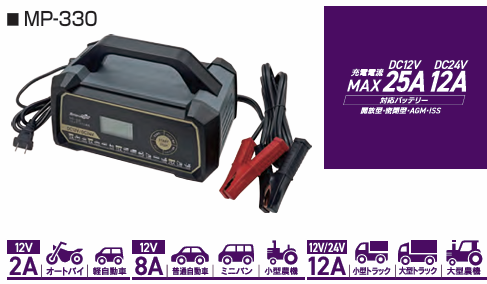 ■ MP-330
充電電流 MAX DC12V 25A DC24V 12A
対応バッテリー
開放型・密閉型・AGM・ISS
12V 2A オートバイ 軽自動車
12V 8A 普通自動車 ミニバン 小型農機
12V/24V 12A 小型トラック 大型トラック 大型農機